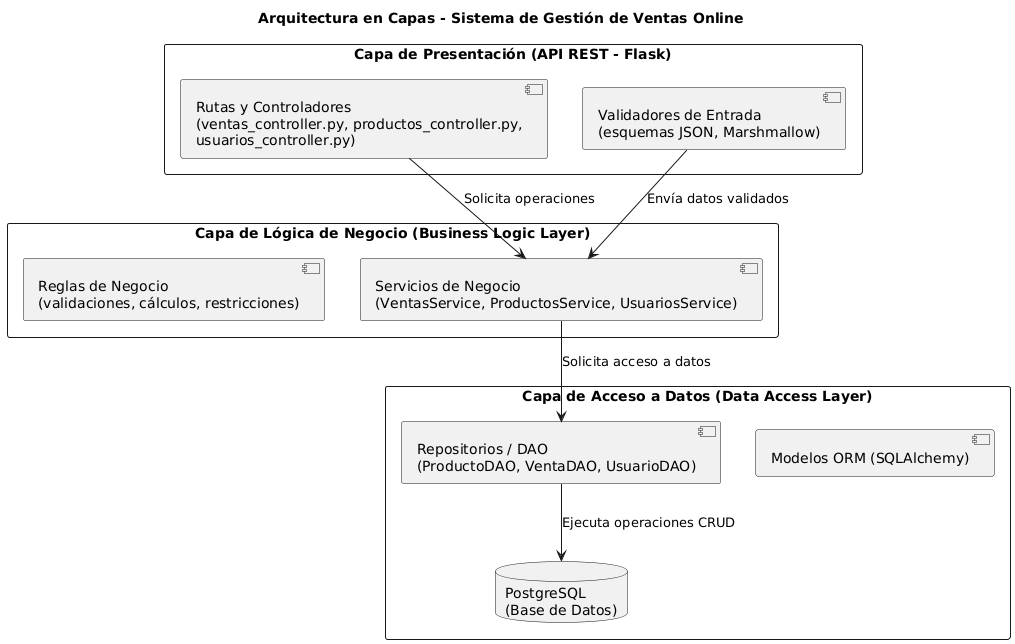 Arquitectura en Capas - Sistema de Gestión de Ventas Online
Capa de Presentación (API REST - Flask)
Rutas y Controladores
(ventas_controller.py, productos_controller.py,
usuarios_controller.py)
Validadores de Entrada
(esquemas JSON, Marshmallow)
Solicita operaciones
Envía datos validados
Capa de Lógica de Negocio (Business Logic Layer)
Reglas de Negocio
(validaciones, cálculos, restricciones)
Servicios de Negocio
(VentasService, ProductosService, UsuariosService)
Solicita acceso a datos
Capa de Acceso a Datos (Data Access Layer)
Repositorios / DAO
(ProductoDAO, VentaDAO, UsuarioDAO)
Modelos ORM (SQLAlchemy)
Ejecuta operaciones CRUD
PostgreSQL
(Base de Datos)